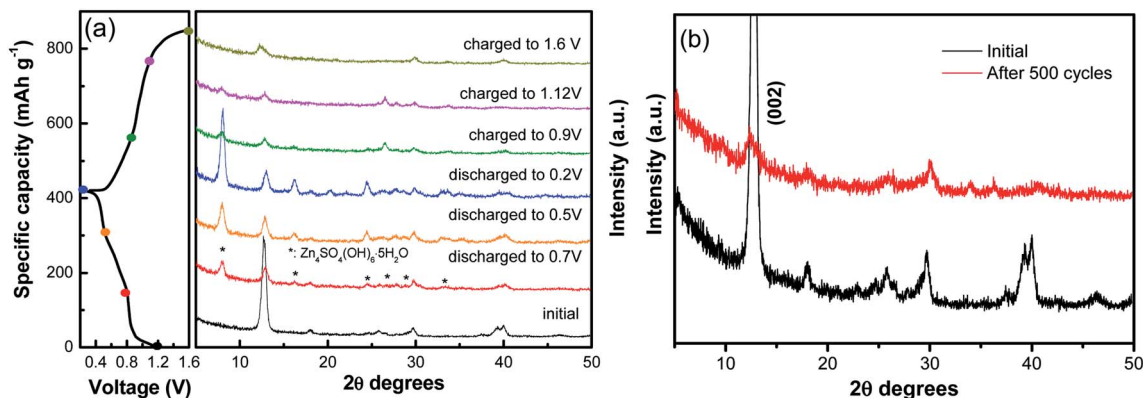 (a)
Specific capacity (mAh g⁻¹)
800
600
400
200
0
0.4 0.8 1.2 1.6
Voltage (V)
charged to 1.6 V
charged to 1.12V
charged to 0.9V
discharged to 0.2V
discharged to 0.5V
*: Zn₄SO₄(OH)₆·5H₂O
discharged to 0.7V
* * * * * *
initial
10 20 30 40 50
2θ degrees
Intensity (a.u.)
(b)
Intensity (a.u.)
(002)
Initial
After 500 cycles
10 20 30 40 50
2θ degrees